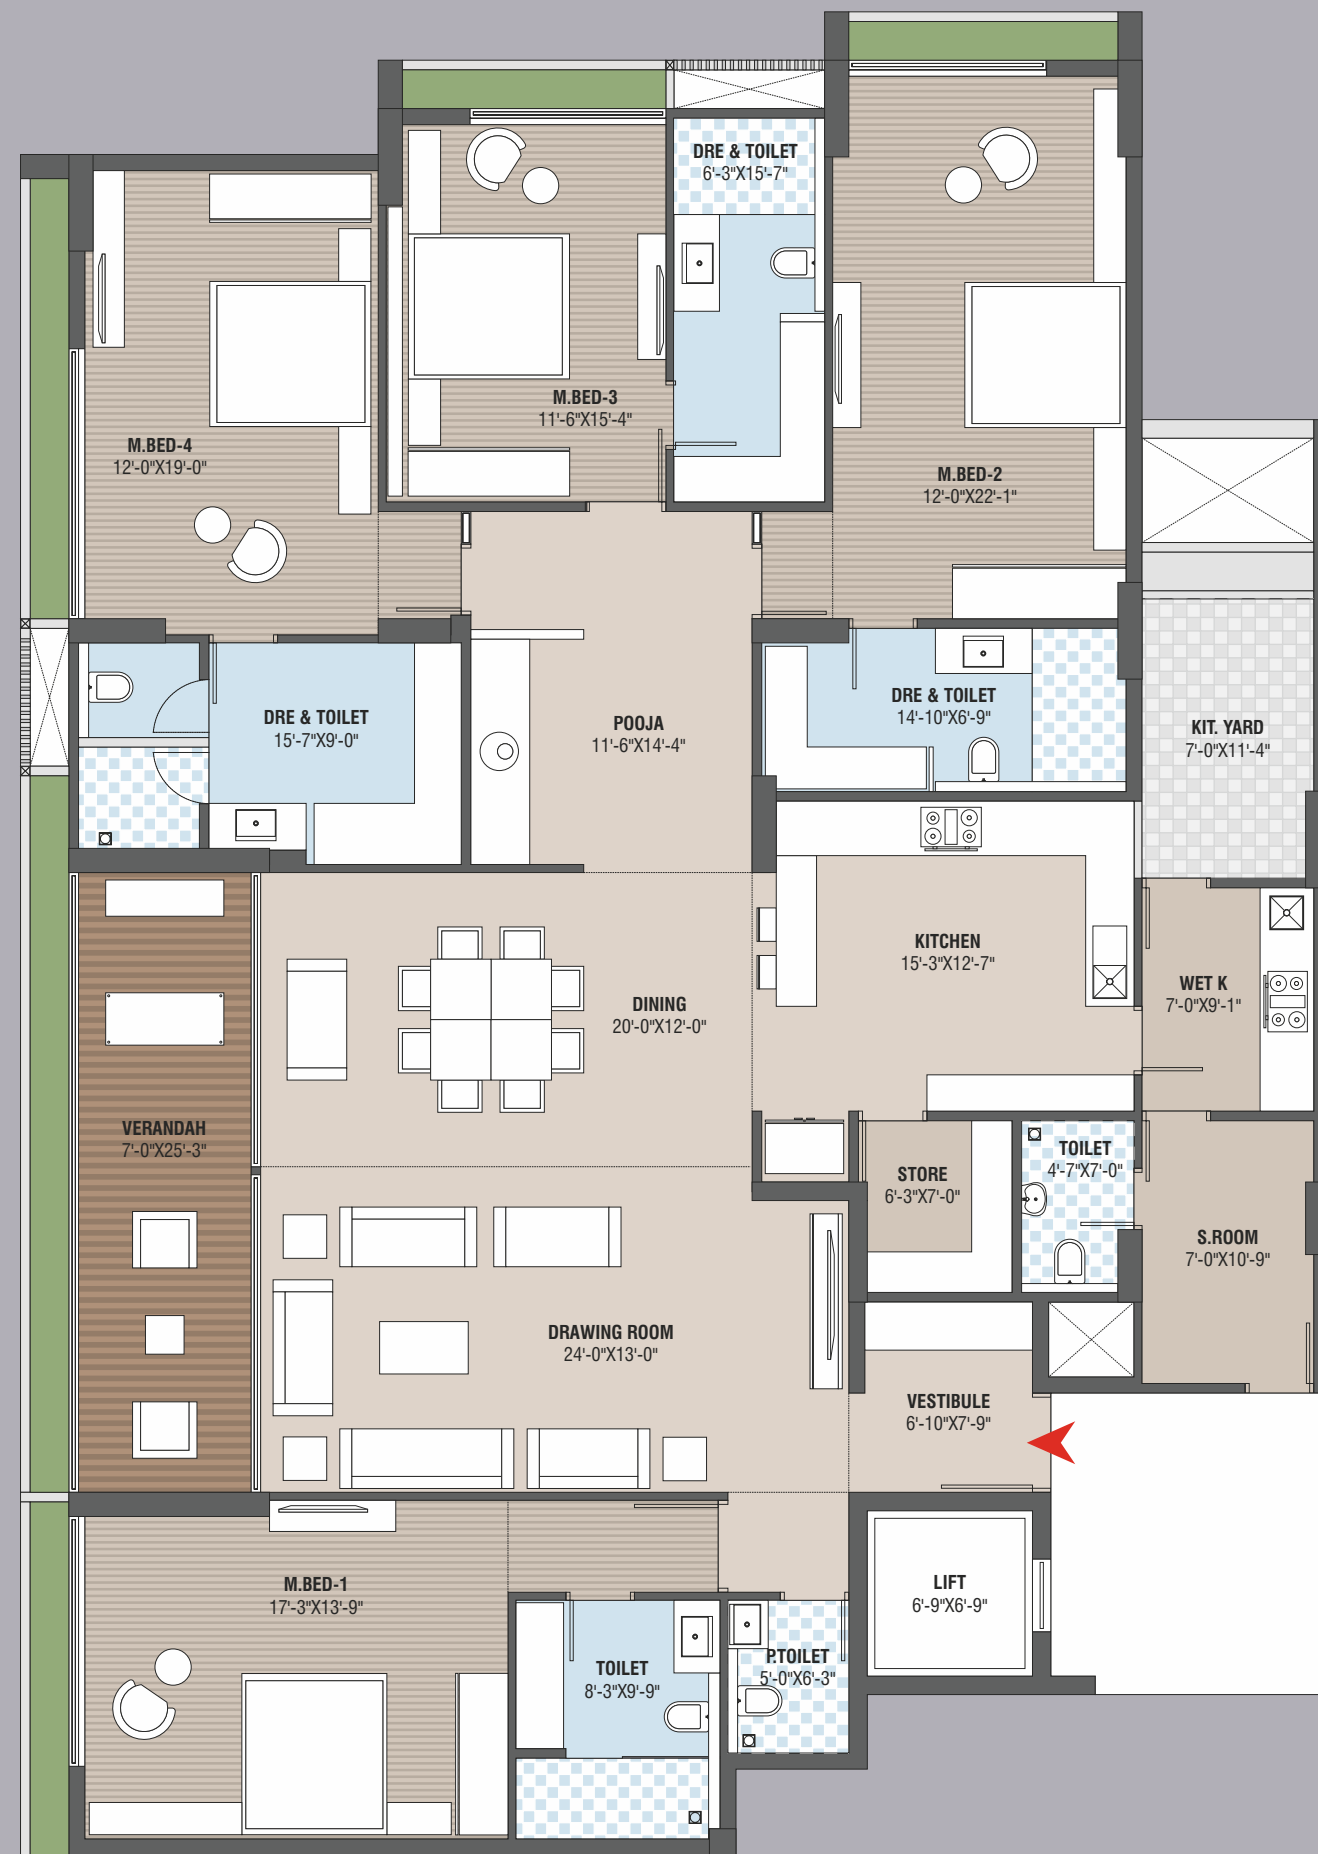 DRE & TOILET
6'-3"X15'-7"
M.BED-3
11'-6"X15'-4"
M.BED-4
12'-0"X19'-0"
M.BED-2
12'-0"X22'-1"
DRE & TOILET
15'-7"X9'-0"
POOJA
11'-6"X14'-4"
DRE & TOILET
14'-10"X6'-9"
KIT. YARD
7'-0"X11'-4"
KITCHEN
15'-3"X12'-7"
WET K
7'-0"X9'-1"
DINING
20'-0"X12'-0"
VERANDAH
7'-0"X25'-3"
STORE
6'-3"X7'-0"
TOILET
4'-7"X7'-0"
S.ROOM
7'-0"X10'-9"
DRAWING ROOM
24'-0"X13'-0"
VESTIBULE
6'-10"X7'-9"
M.BED-1
17'-3"X13'-9"
LIFT
6'-9"X6'-9"
TOILET
8'-3"X9'-9"
P.TOILET
5'-0"X6'-3"